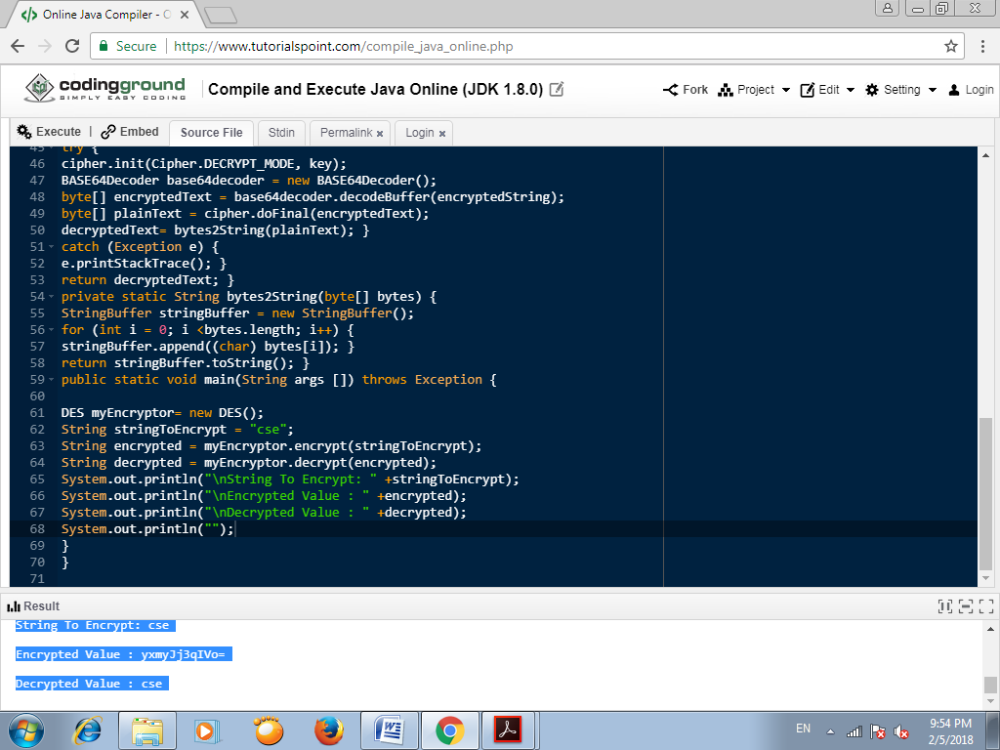 Online Java Compiler - C
Secure https://www.tutorialspoint.com/compile_java_online.php
codingground
SIMPLY EASY CODING
Compile and Execute Java Online (JDK 1.8.0)
Fork Project Edit Setting Login
Execute | Embed Source File Stdin Permalink x Login x
45 try {
46 cipher.init(Cipher.DECRYPT_MODE, key);
47 BASE64Decoder base64decoder = new BASE64Decoder();
48 byte[] encryptedText = base64decoder.decodeBuffer(encryptedString);
49 byte[] plainText = cipher.doFinal(encryptedText);
50 decryptedText= bytes2String(plainText); }
51 catch (Exception e) {
52 e.printStackTrace(); }
53 return decryptedText; }
54 private static String bytes2String(byte[] bytes) {
55 StringBuffer stringBuffer = new StringBuffer();
56 for (int i = 0; i <bytes.length; i++) {
57 stringBuffer.append((char) bytes[i]); }
58 return stringBuffer.toString(); }
59 public static void main(String args []) throws Exception {
60
61 DES myEncryptor= new DES();
62 String stringToEncrypt = "cse";
63 String encrypted = myEncryptor.encrypt(stringToEncrypt);
64 String decrypted = myEncryptor.decrypt(encrypted);
65 System.out.println("\nString To Encrypt: " +stringToEncrypt);
66 System.out.println("\nEncrypted Value : " +encrypted);
67 System.out.println("\nDecrypted Value : " +decrypted);
68 System.out.println("");
69 }
70 }
71
Result
String To Encrypt: cse
Encrypted Value : yxmyJj3qIVo=
Decrypted Value : cse
EN
9:54 PM
2/5/2018